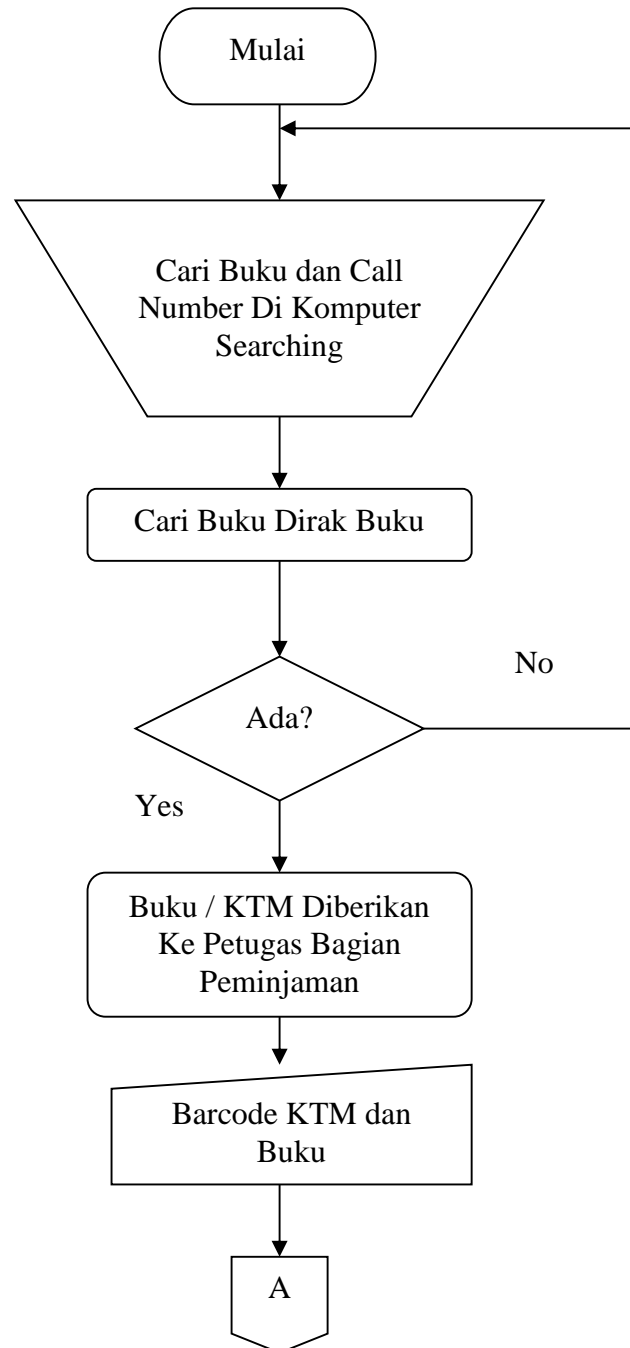 Mulai
Cari Buku dan Call
Number Di Komputer
Searching
Cari Buku Dirak Buku
No
Ada?
Yes
Buku / KTM Diberikan
Ke Petugas Bagian
Peminjaman
Barcode KTM dan
Buku
A